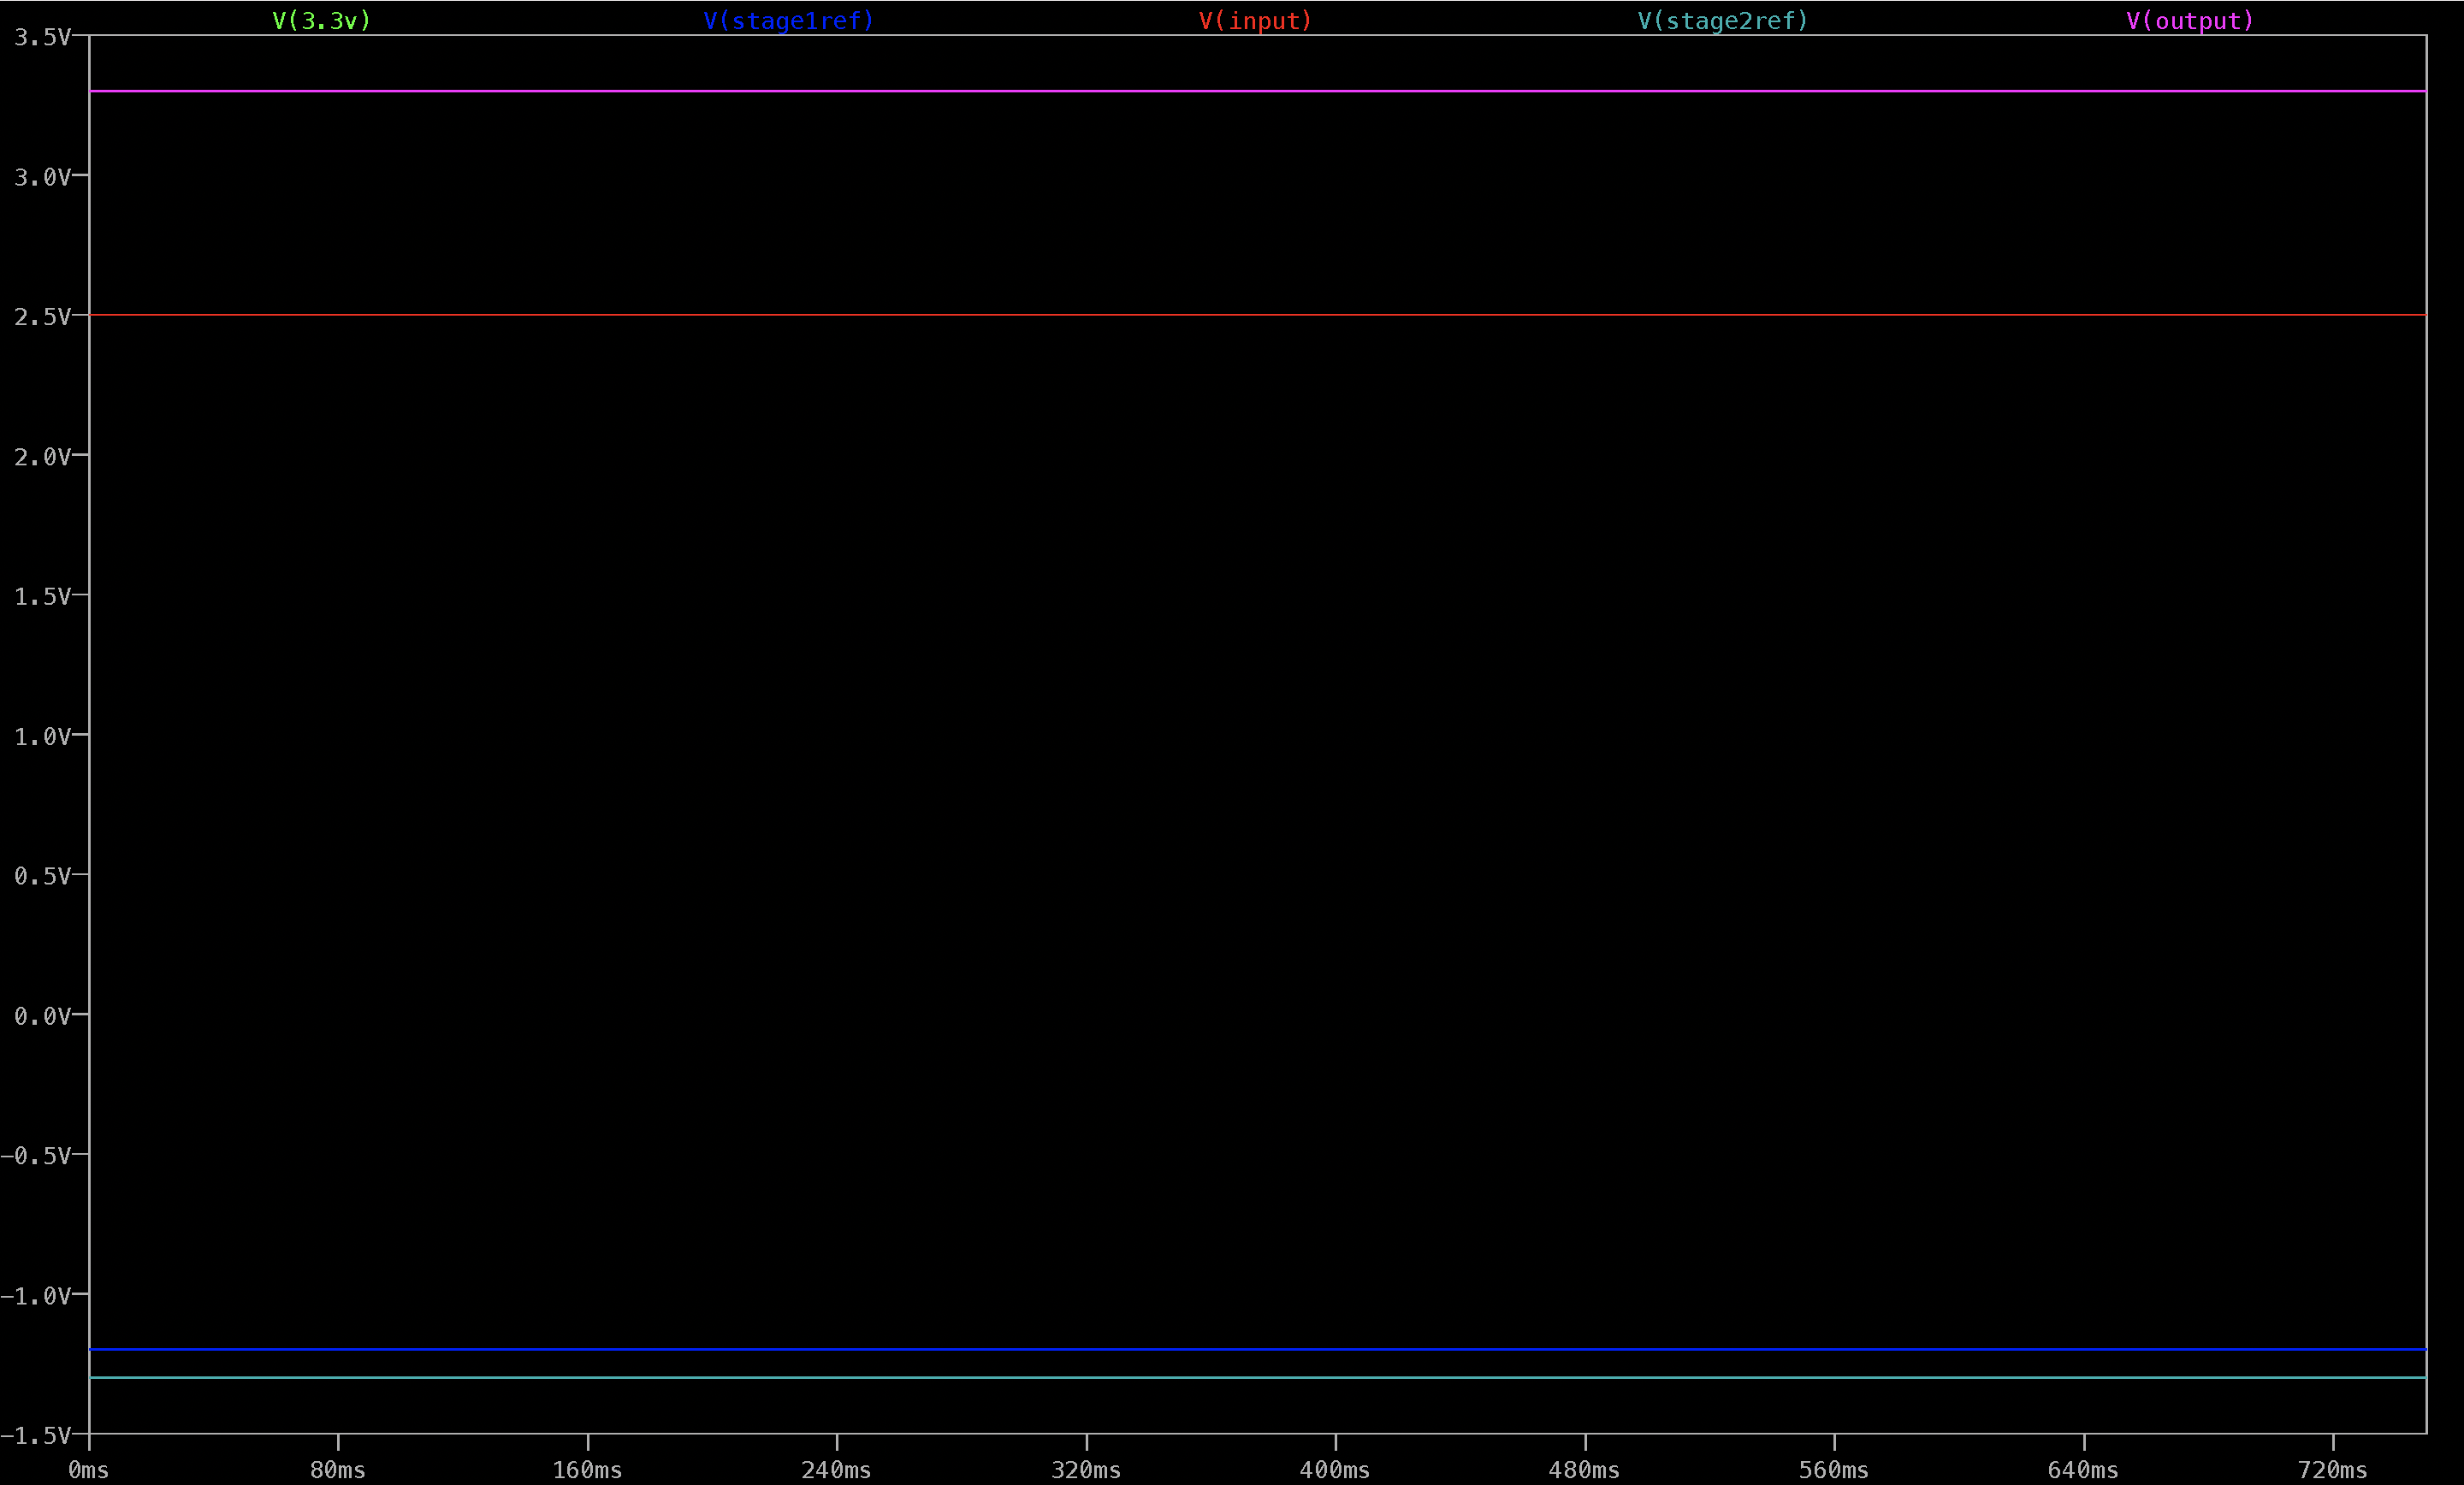 V(3.3v) V(stage1ref) V(input) V(stage2ref) V(output)
3.5V
3.0V
2.5V
2.0V
1.5V
1.0V
0.5V
0.0V
−0.5V
−1.0V
−1.5V
0ms 80ms 160ms 240ms 320ms 400ms 480ms 560ms 640ms 720ms